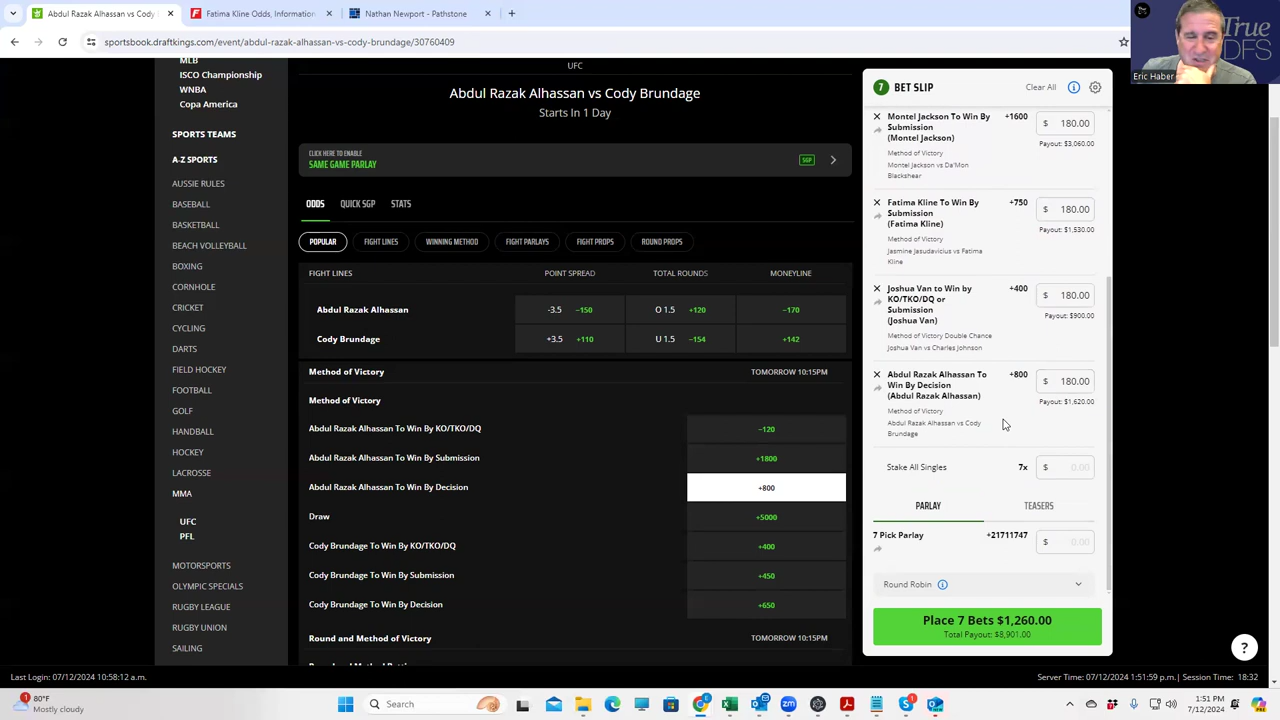 Abdul Razak Alhassan vs Cody B
Fatima Kline Odds, Information
Nathan Newport - Pathstone
sportsbook.draftkings.com/event/abdul-razak-alhassan-vs-cody-brundage/30760409
True
DFS
Eric Haber
MLB
ISCO Championship
WNBA
Copa America
SPORTS TEAMS
A-Z SPORTS
AUSSIE RULES
BASEBALL
BASKETBALL
BEACH VOLLEYBALL
BOXING
CORNHOLE
CRICKET
CYCLING
DARTS
FIELD HOCKEY
FOOTBALL
GOLF
HANDBALL
HOCKEY
LACROSSE
MMA
UFC
PFL
MOTORSPORTS
OLYMPIC SPECIALS
RUGBY LEAGUE
RUGBY UNION
SAILING
UFC
Abdul Razak Alhassan vs Cody Brundage
Starts In 1 Day
CLICK HERE TO ENABLE
SAME GAME PARLAY
SGP
ODDS QUICK SGP STATS
POPULAR FIGHT LINES WINNING METHOD FIGHT PARLAYS FIGHT PROPS ROUND PROPS
FIGHT LINES POINT SPREAD TOTAL ROUNDS MONEYLINE
Abdul Razak Alhassan -3.5 −150 O 1.5 +120 −170
Cody Brundage +3.5 +110 U 1.5 −154 +142
Method of Victory TOMORROW 10:15PM
Method of Victory
Abdul Razak Alhassan To Win By KO/TKO/DQ −120
Abdul Razak Alhassan To Win By Submission +1800
Abdul Razak Alhassan To Win By Decision +800
Draw +5000
Cody Brundage To Win By KO/TKO/DQ +400
Cody Brundage To Win By Submission +450
Cody Brundage To Win By Decision +650
Round and Method of Victory TOMORROW 10:15PM
7 BET SLIP Clear All
Montel Jackson To Win By +1600 $ 180.00
Submission
(Montel Jackson) Payout: $3,060.00
Method of Victory
Montel Jackson vs Da'Mon
Blackshear
Fatima Kline To Win By +750 $ 180.00
Submission
(Fatima Kline) Payout: $1,530.00
Method of Victory
Jasmine Jasudavicius vs Fatima
Kline
Joshua Van to Win by +400 $ 180.00
KO/TKO/DQ or
Submission Payout: $900.00
(Joshua Van)
Method of Victory Double Chance
Joshua Van vs Charles Johnson
Abdul Razak Alhassan To +800 $ 180.00
Win By Decision
(Abdul Razak Alhassan) Payout: $1,620.00
Method of Victory
Abdul Razak Alhassan vs Cody
Brundage
Stake All Singles 7x $ 0.00
PARLAY TEASERS
7 Pick Parlay +21711747 $ 0.00
Round Robin
Place 7 Bets $1,260.00
Total Payout: $8,901.00
?
Last Login: 07/12/2024 10:58:12 a.m. Server Time: 07/12/2024 1:51:59 p.m. Session Time: 18:32
80°F
Mostly cloudy
Search
1:51 PM
7/12/2024